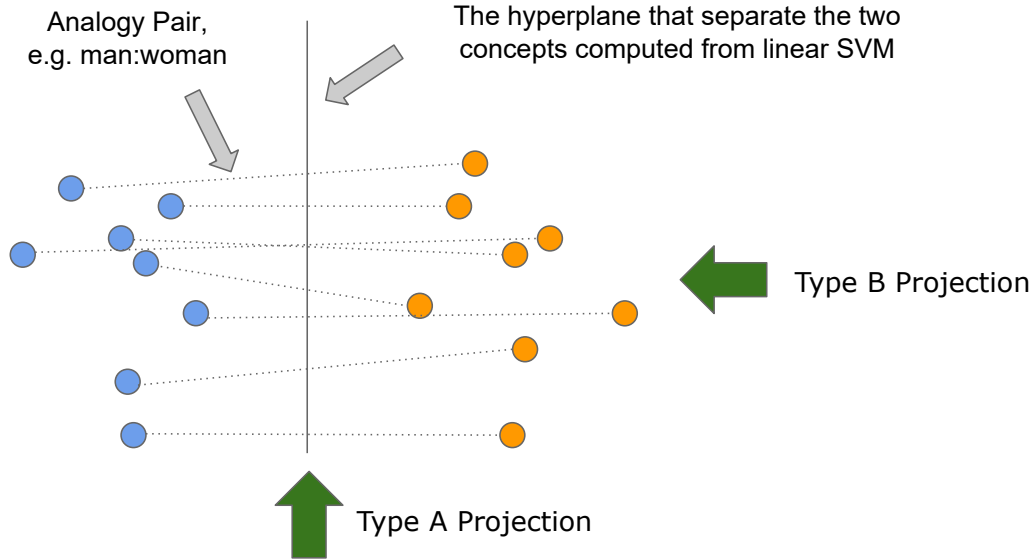 Analogy Pair,
e.g. man:woman
The hyperplane that separate the two
concepts computed from linear SVM
Type B Projection
Type A Projection